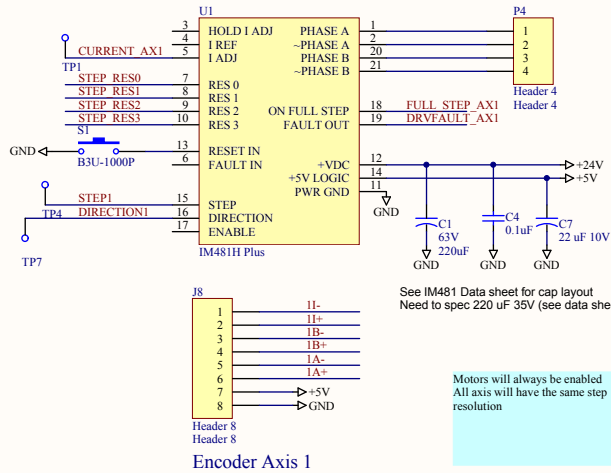 U1
P4
3 HOLD I ADJ PHASE A 1 1
4 I REF ~PHASE A 2 2
CURRENT_AX1 5 I ADJ PHASE B 20 3
~PHASE B 21 4
TP1
Header 4
Header 4
STEP_RES0 7 RES 0
STEP_RES1 8 RES 1
STEP_RES2 9 RES 2 ON FULL STEP 18 FULL_STEP_AX1
STEP_RES3 10 RES 3 FAULT OUT 19 DRVFAULT_AX1
S1
GND 13 RESET IN
B3U-1000P 6 FAULT IN +VDC 12 +24V
+5V LOGIC 14 +5V
PWR GND 11
GND
STEP1 15 STEP
TP4 DIRECTION1 16 DIRECTION
17 ENABLE
TP7
IM481H Plus
C1
63V
220uF
C4
0.1uF
C7
22 uF 10V
GND
GND
GND
See IM481 Data sheet for cap layout
Need to spec 220 uF 35V (see data she
J8
1 1I-
2 1I+
3 1B-
4 1B+
5 1A-
6 1A+
7 +5V
8 GND
Header 8
Header 8
Encoder Axis 1
Motors will always be enabled
All axis will have the same step
resolution